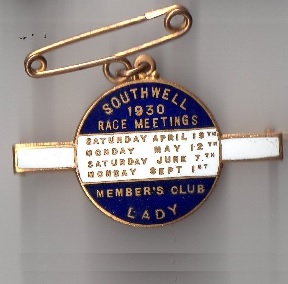 SOUTHWELL
1930
RACE MEETINGS
SATURDAY APRIL 19TH
MONDAY MAY 12TH
SATURDAY JUNE 7TH
MONDAY SEPT 1ST
MEMBER'S CLUB
LADY